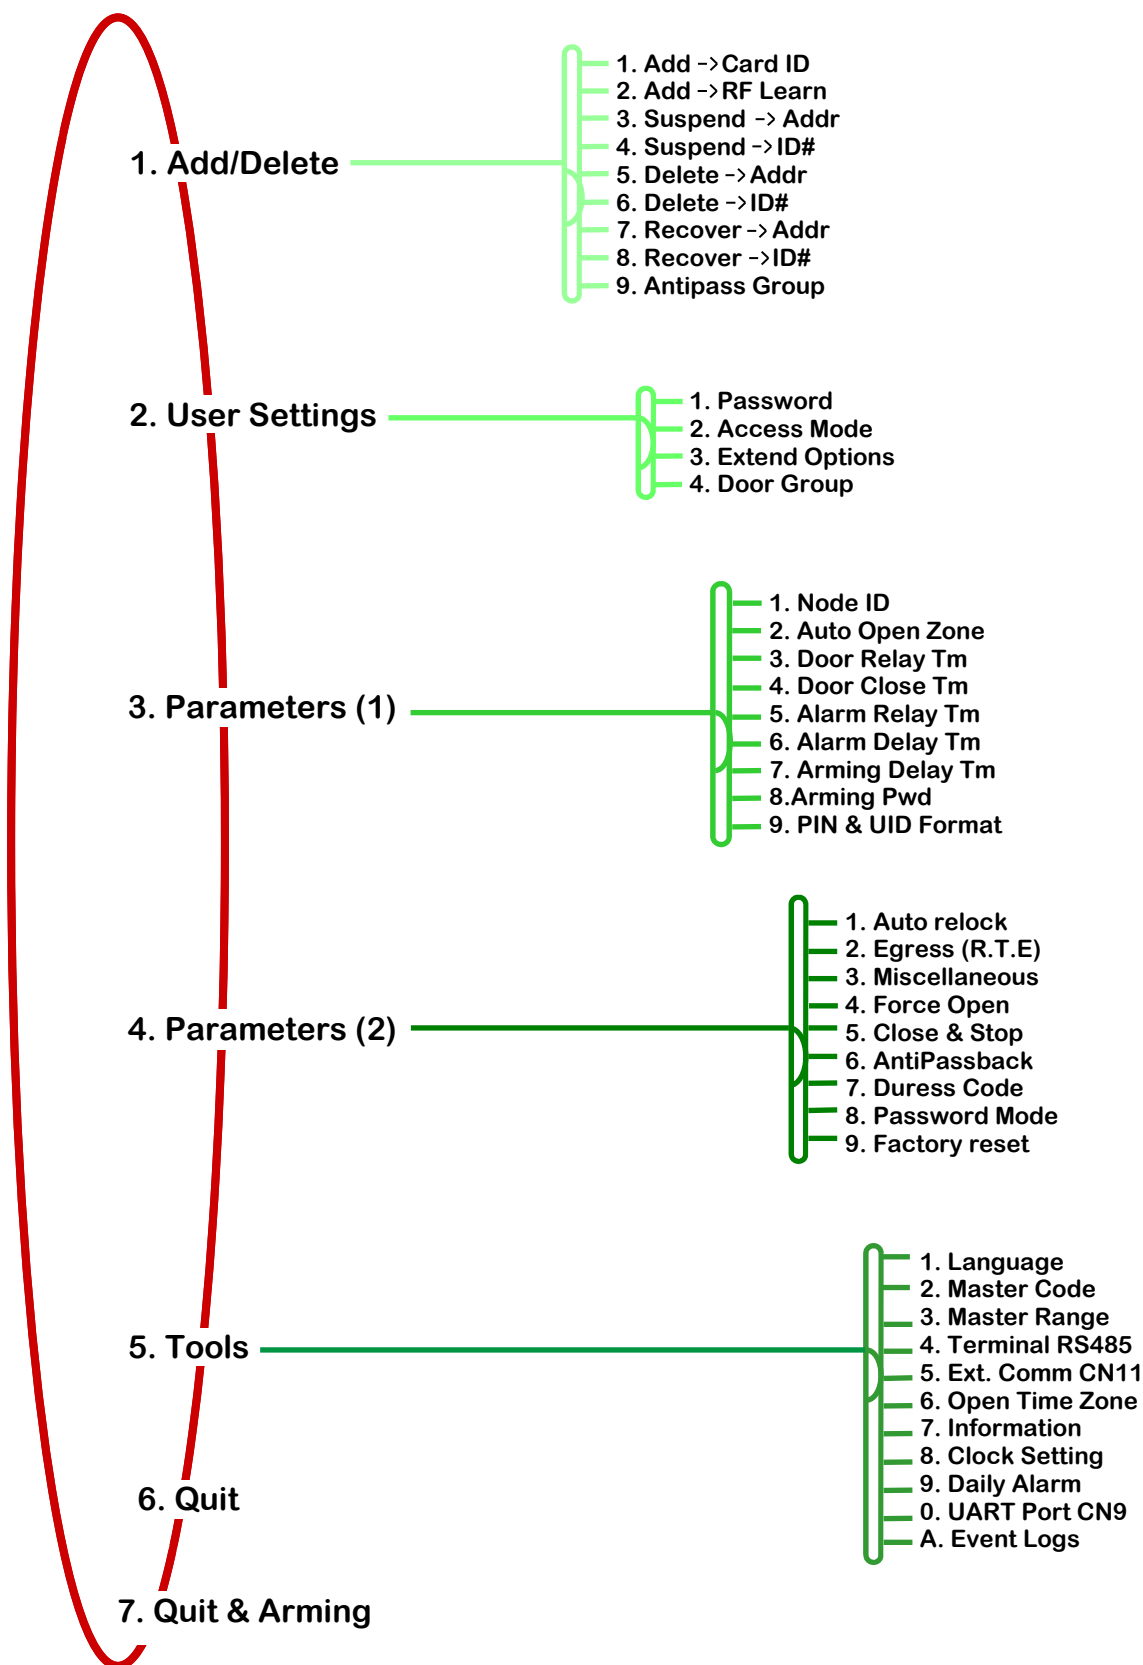 1. Add/Delete
1. Add ->Card ID
2. Add ->RF Learn
3. Suspend -> Addr
4. Suspend ->ID#
5. Delete ->Addr
6. Delete ->ID#
7. Recover ->Addr
8. Recover ->ID#
9. Antipass Group
2. User Settings
1. Password
2. Access Mode
3. Extend Options
4. Door Group
3. Parameters (1)
1. Node ID
2. Auto Open Zone
3. Door Relay Tm
4. Door Close Tm
5. Alarm Relay Tm
6. Alarm Delay Tm
7. Arming Delay Tm
8.Arming Pwd
9. PIN & UID Format
4. Parameters (2)
1. Auto relock
2. Egress (R.T.E)
3. Miscellaneous
4. Force Open
5. Close & Stop
6. AntiPassback
7. Duress Code
8. Password Mode
9. Factory reset
5. Tools
1. Language
2. Master Code
3. Master Range
4. Terminal RS485
5. Ext. Comm CN11
6. Open Time Zone
7. Information
8. Clock Setting
9. Daily Alarm
0. UART Port CN9
A. Event Logs
6. Quit
7. Quit & Arming